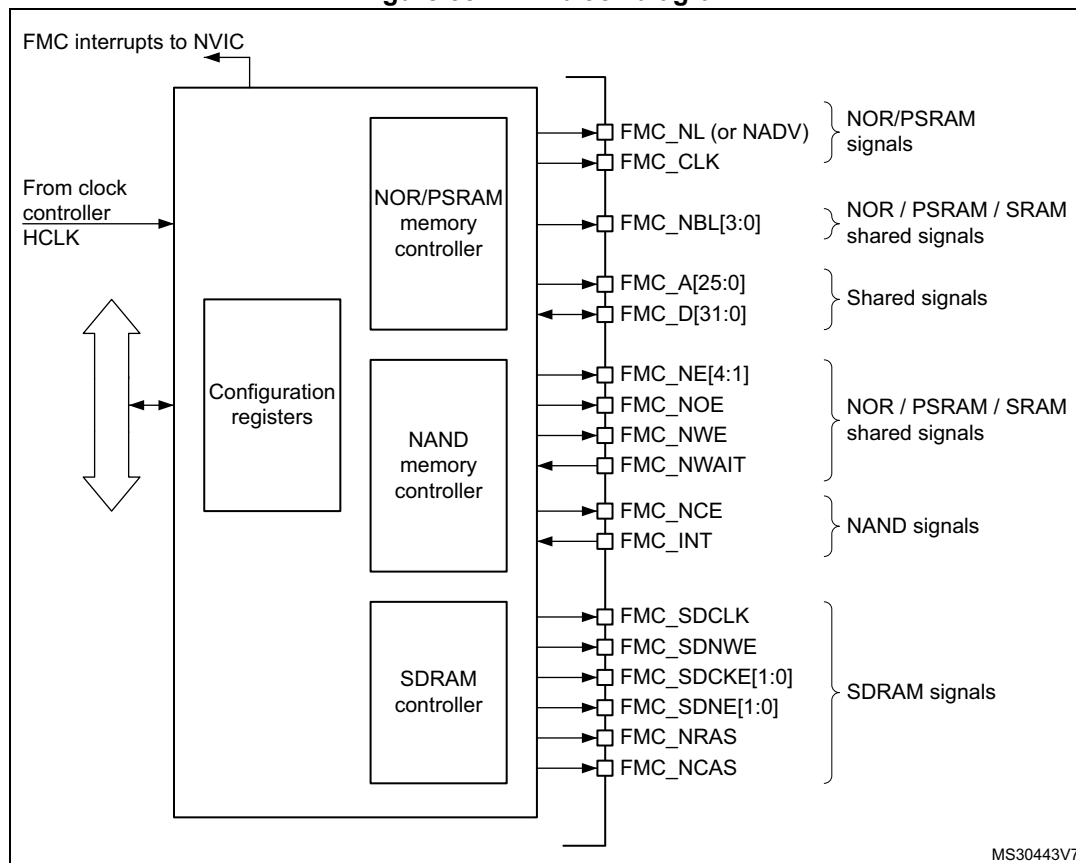 FMC interrupts to NVIC
From clock
controller
HCLK
Configuration
registers
NOR/PSRAM
memory
controller
NAND
memory
controller
SDRAM
controller
FMC_NL (or NADV)
FMC_CLK
FMC_NBL[3:0]
FMC_A[25:0]
FMC_D[31:0]
FMC_NE[4:1]
FMC_NOE
FMC_NWE
FMC_NWAIT
FMC_NCE
FMC_INT
FMC_SDCLK
FMC_SDNWE
FMC_SDCKE[1:0]
FMC_SDNE[1:0]
FMC_NRAS
FMC_NCAS
NOR/PSRAM
signals
NOR / PSRAM / SRAM
shared signals
Shared signals
NOR / PSRAM / SRAM
shared signals
NAND signals
SDRAM signals
MS30443V7